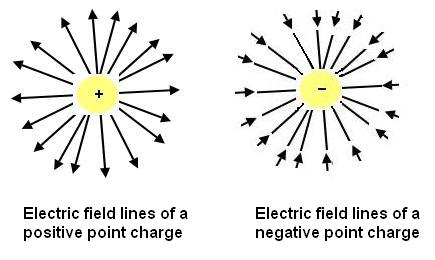 +
-
Electric field lines of a
positive point charge
Electric field lines of a
negative point charge